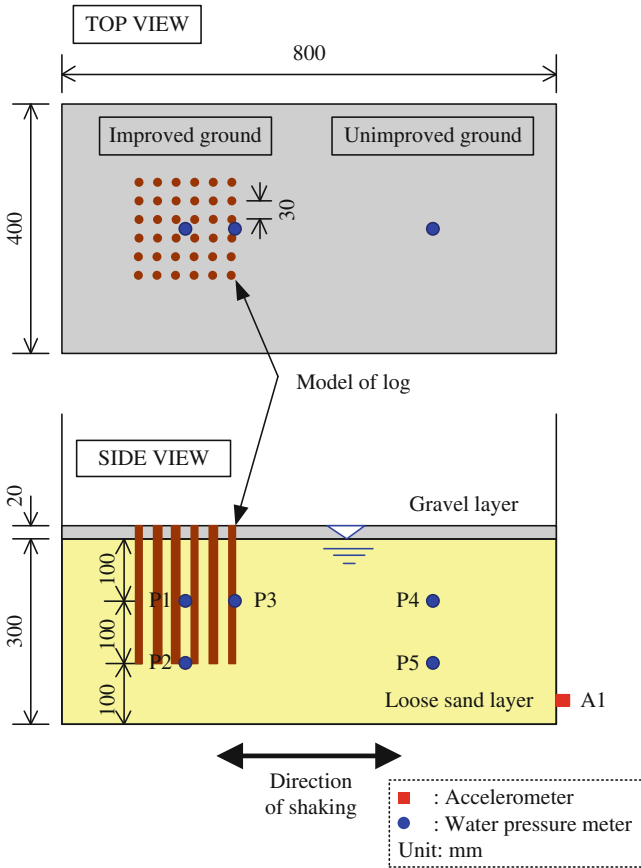 TOP VIEW
800
Improved ground
Unimproved ground
30
400
Model of log
SIDE VIEW
20
Gravel layer
100
P1
P3
P4
300
100
P2
P5
100
Loose sand layer
A1
Direction
of shaking
: Accelerometer
: Water pressure meter
Unit: mm